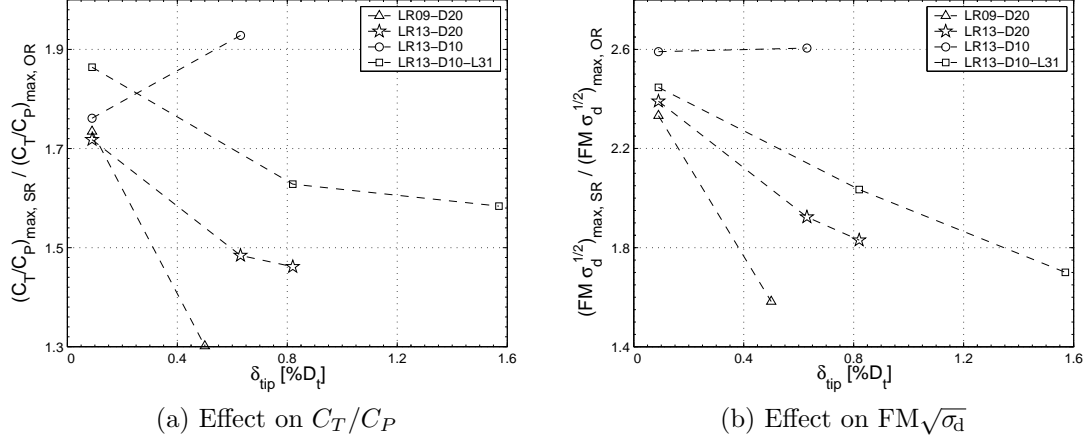 (C_T/C_P)_max, SR / (C_T/C_P)_max, OR
1.9
1.7
1.5
1.3
0 0.4 0.8 1.2 1.6
δ_tip [%D_t]
LR09−D20
LR13−D20
LR13−D10
LR13−D10−L31
(a) Effect on C_T/C_P
(FM σ_d^1/2)_max, SR / (FM σ_d^1/2)_max, OR
2.6
2.2
1.8
1.4
0 0.4 0.8 1.2 1.6
δ_tip [%D_t]
LR09−D20
LR13−D20
LR13−D10
LR13−D10−L31
(b) Effect on FM√σ_d